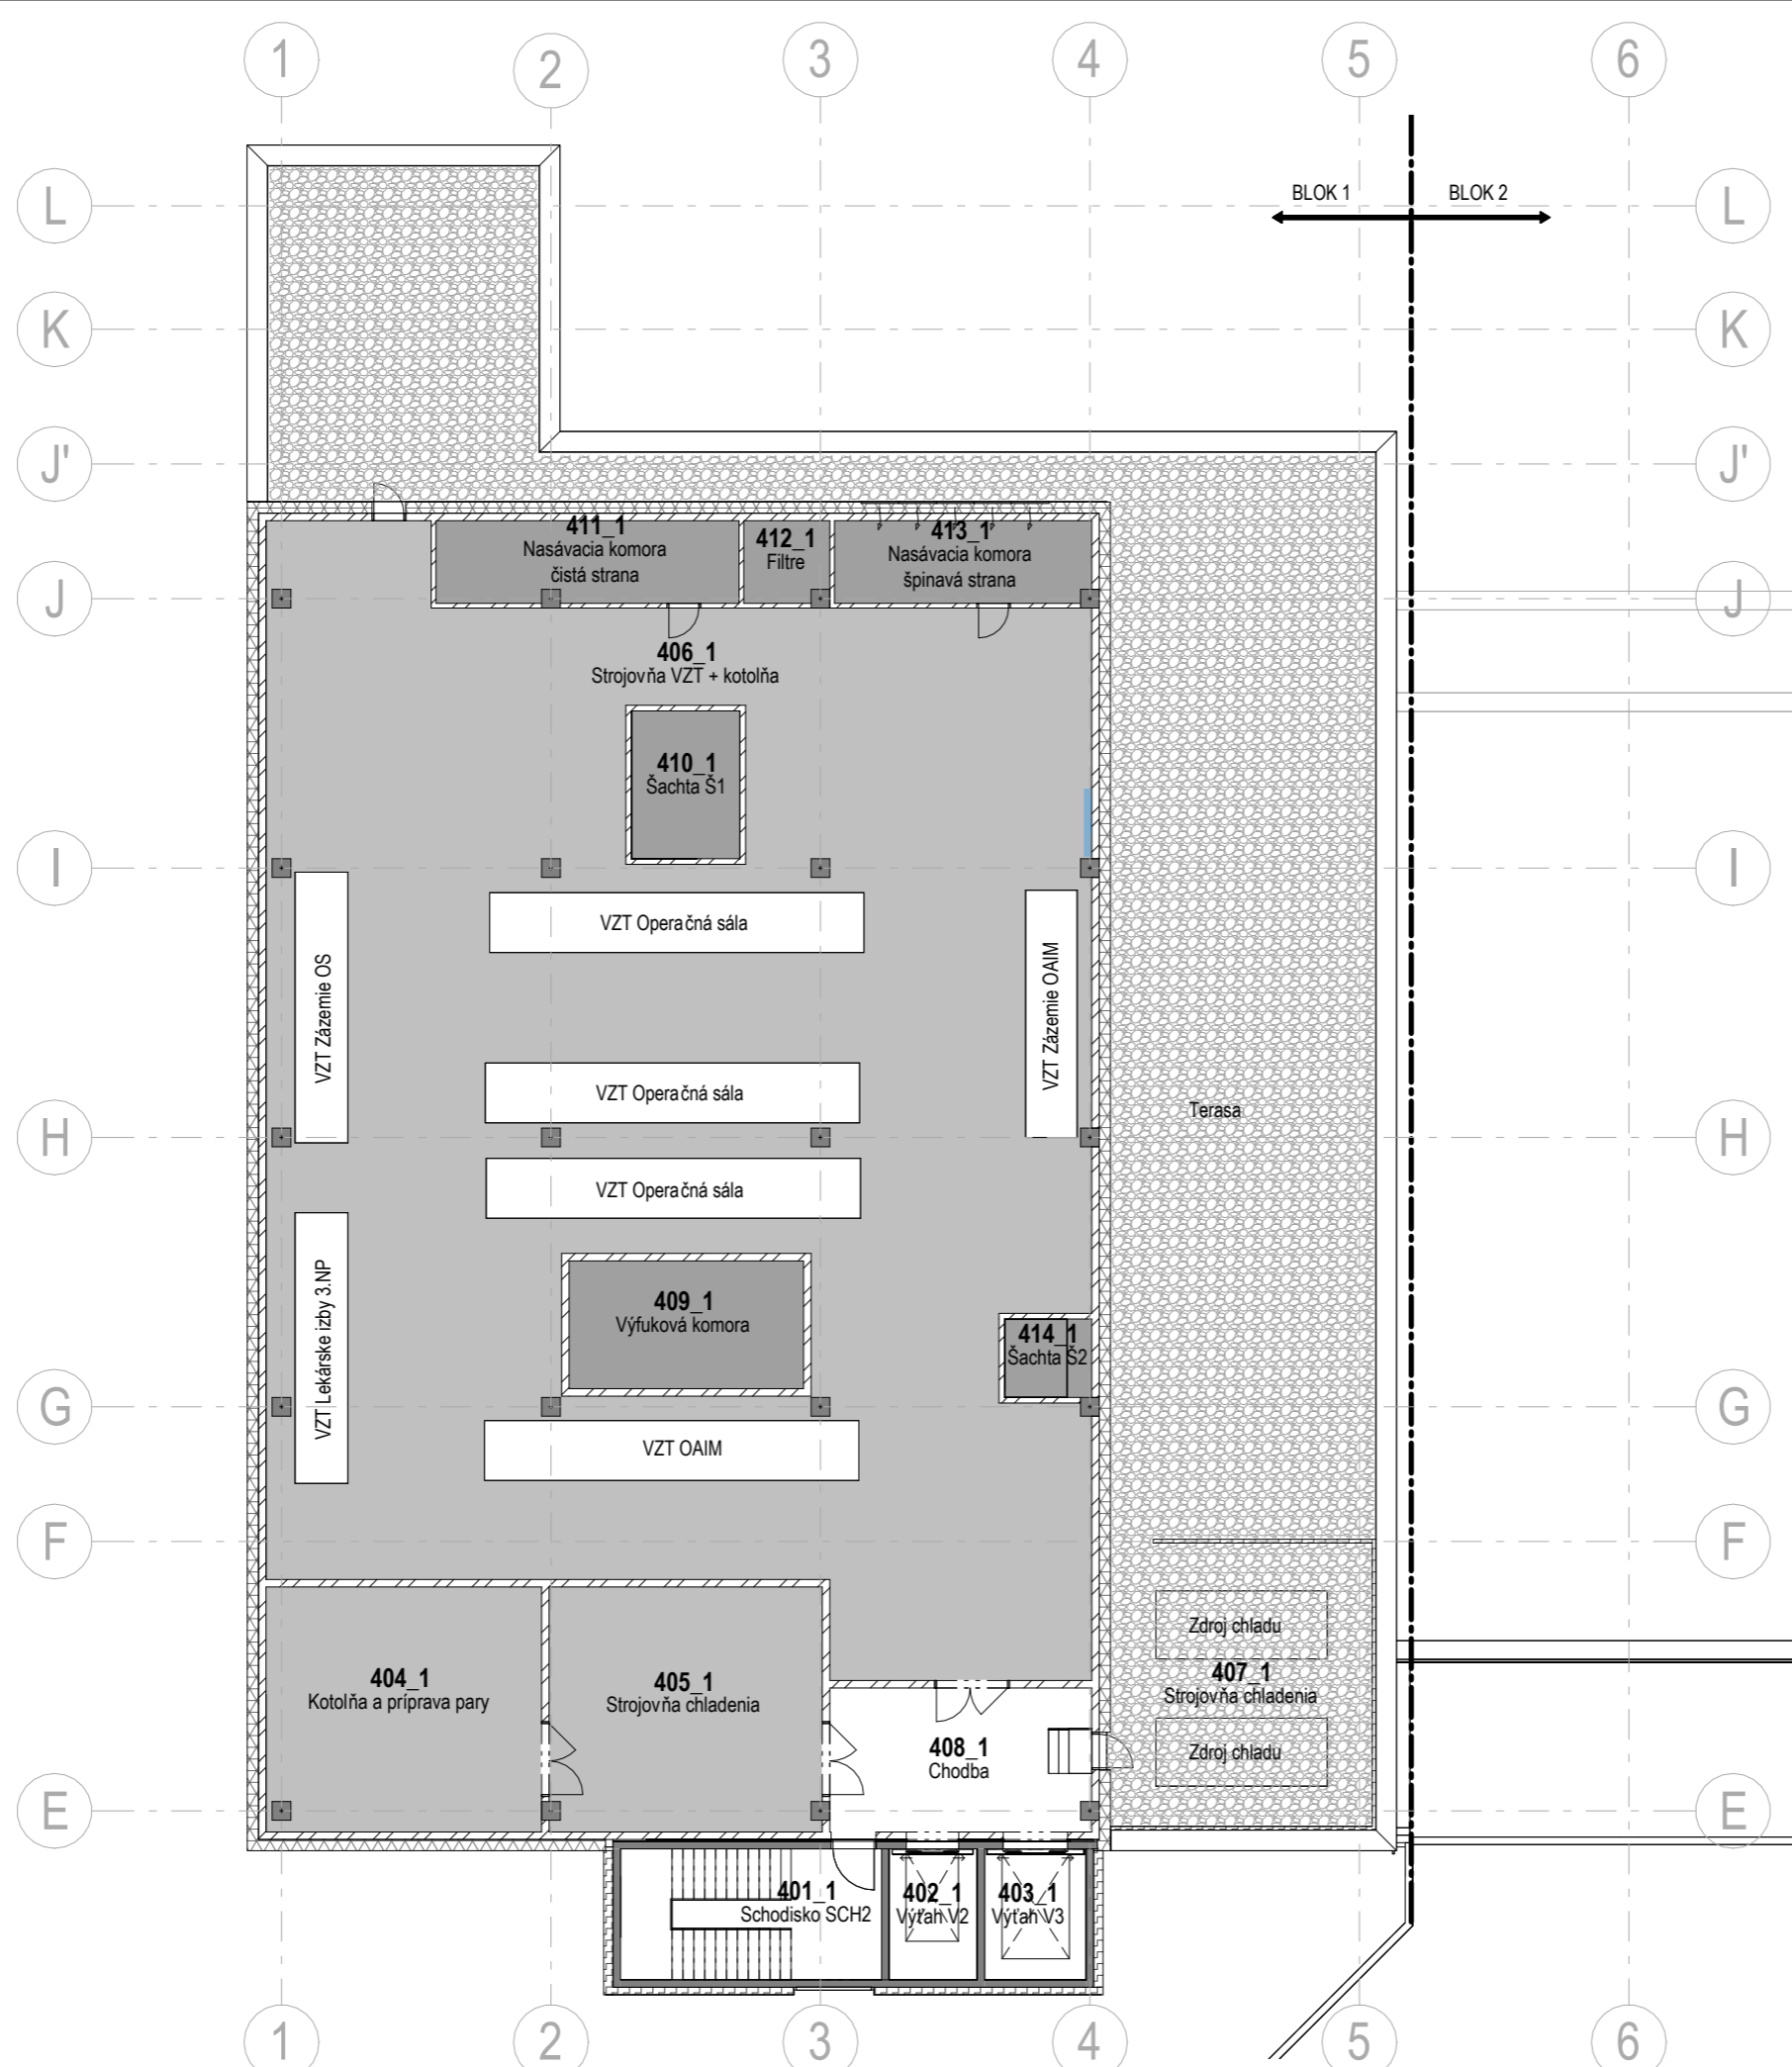 1
2
3
4
5
6
BLOK 1
BLOK 2
L
L
K
K
J'
J'
411_1
Nasávacia komora
čistá strana
412_1
Filtre
413_1
Nasávacia komora
špinavá strana
J
J
406_1
Strojovňa VZT + kotolňa
410_1
Šachta Š1
I
I
VZT Operačná sála
VZT Zázemie OS
VZT Zázemie OAIM
VZT Operačná sála
Terasa
H
H
VZT Operačná sála
VZT Lekárske izby 3.NP
409_1
Výfuková komora
414_1
Šachta Š2
G
G
VZT OAIM
F
F
Zdroj chladu
404_1
Kotolňa a príprava pary
405_1
Strojovňa chladenia
407_1
Strojovňa chladenia
408_1
Chodba
Zdroj chladu
E
E
401_1
Schodisko SCH2
402_1
Výťah V2
403_1
Výťah V3
1
2
3
4
5
6